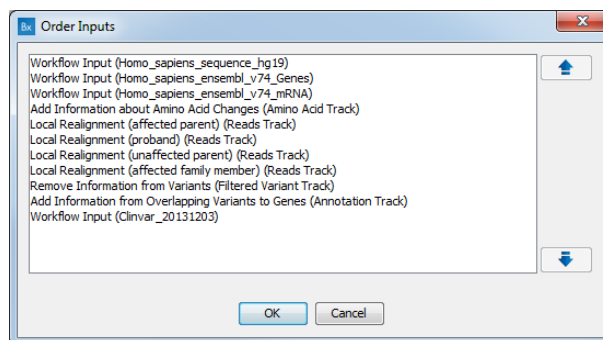 Bx Order Inputs
Workflow Input (Homo_sapiens_sequence_hg19)
Workflow Input (Homo_sapiens_ensembl_v74_Genes)
Workflow Input (Homo_sapiens_ensembl_v74_mRNA)
Add Information about Amino Acid Changes (Amino Acid Track)
Local Realignment (affected parent) (Reads Track)
Local Realignment (proband) (Reads Track)
Local Realignment (unaffected parent) (Reads Track)
Local Realignment (affected family member) (Reads Track)
Remove Information from Variants (Filtered Variant Track)
Add Information from Overlapping Variants to Genes (Annotation Track)
Workflow Input (Clinvar_20131203)
OK Cancel